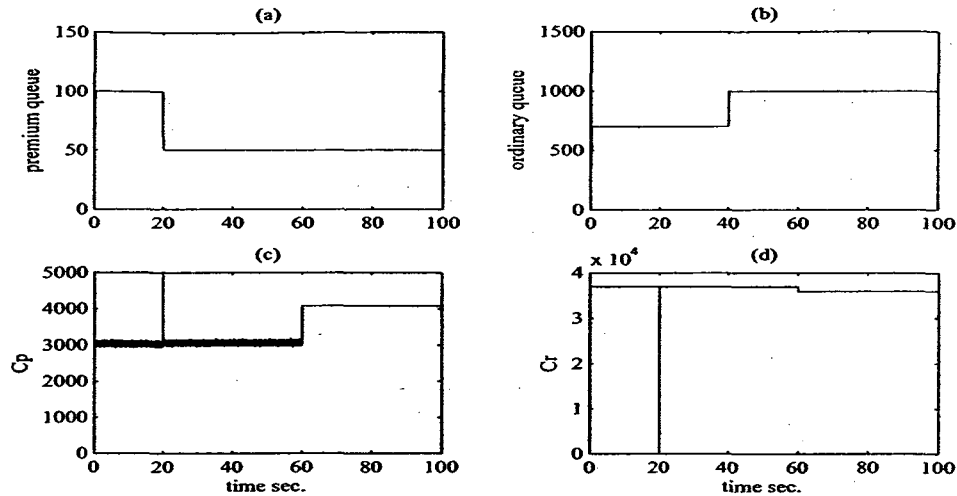 (a)
150
100
50
0
premium queue
0 20 40 60 80 100
(b)
1500
1000
500
0
ordinary queue
0 20 40 60 80 100
(c)
5000
4000
3000
2000
1000
0
Cp
0 20 40 60 80 100
time sec.
(d)
x 10^4
4
3
2
1
0
Cr
0 20 40 60 80 100
time sec.